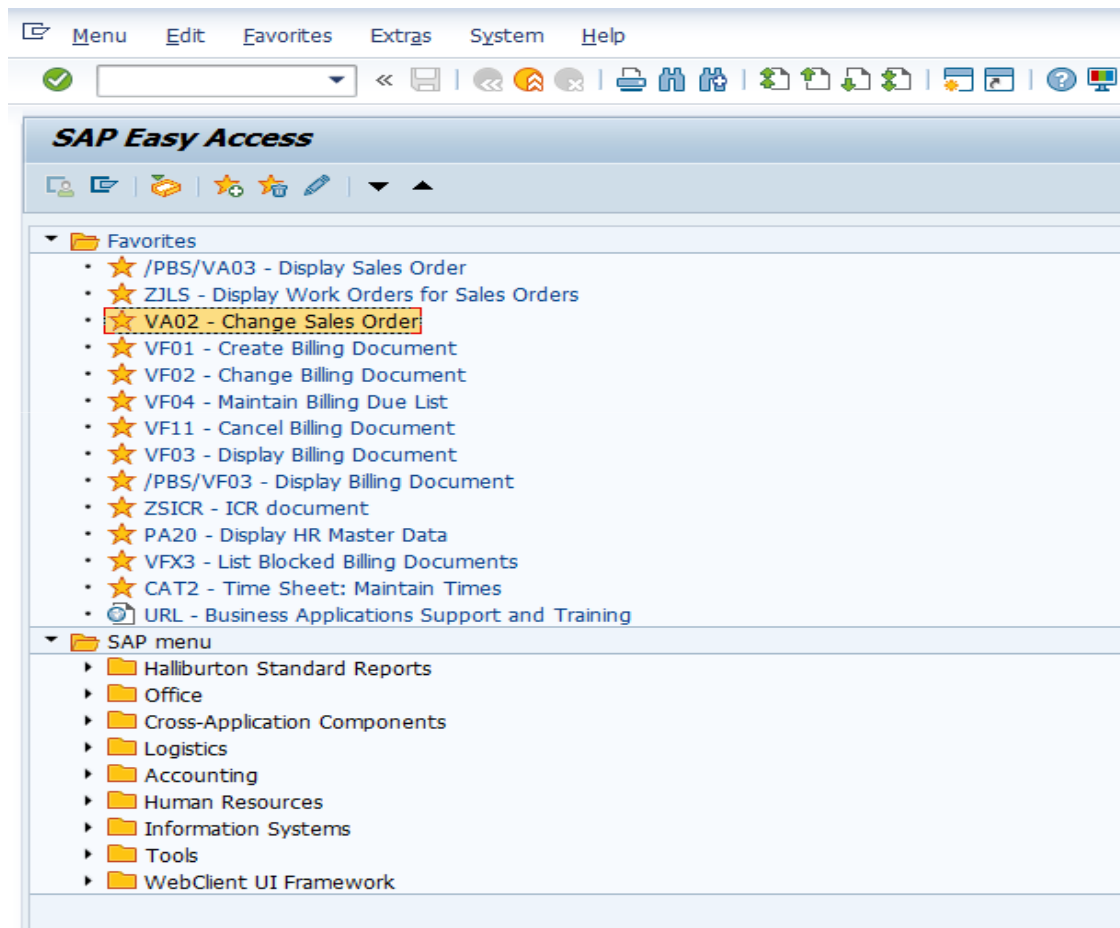 Menu Edit Favorites Extras System Help
SAP Easy Access
Favorites
/PBS/VA03 - Display Sales Order
ZJLS - Display Work Orders for Sales Orders
VA02 - Change Sales Order
VF01 - Create Billing Document
VF02 - Change Billing Document
VF04 - Maintain Billing Due List
VF11 - Cancel Billing Document
VF03 - Display Billing Document
/PBS/VF03 - Display Billing Document
ZSICR - ICR document
PA20 - Display HR Master Data
VFX3 - List Blocked Billing Documents
CAT2 - Time Sheet: Maintain Times
URL - Business Applications Support and Training
SAP menu
Halliburton Standard Reports
Office
Cross-Application Components
Logistics
Accounting
Human Resources
Information Systems
Tools
WebClient UI Framework